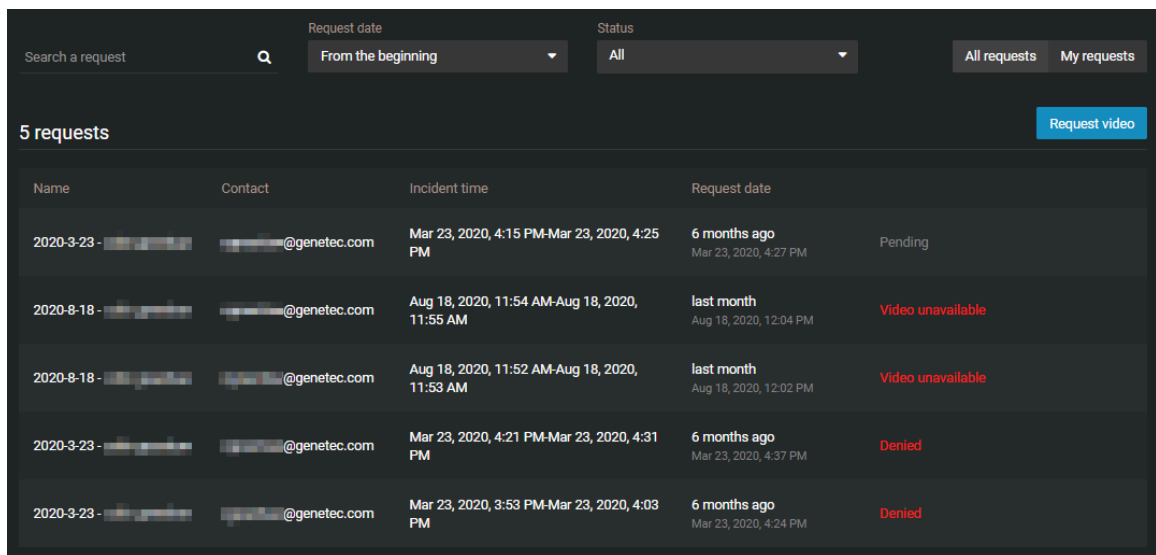 Request date
Status
Search a request
From the beginning
All
All requests
My requests
5 requests
Request video
Name
Contact
Incident time
Request date
2020-3-23 -
@genetec.com
Mar 23, 2020, 4:15 PM-Mar 23, 2020, 4:25
PM
6 months ago
Mar 23, 2020, 4:27 PM
Pending
2020-8-18 -
@genetec.com
Aug 18, 2020, 11:54 AM-Aug 18, 2020,
11:55 AM
last month
Aug 18, 2020, 12:04 PM
Video unavailable
2020-8-18 -
@genetec.com
Aug 18, 2020, 11:52 AM-Aug 18, 2020,
11:53 AM
last month
Aug 18, 2020, 12:02 PM
Video unavailable
2020-3-23 -
@genetec.com
Mar 23, 2020, 4:21 PM-Mar 23, 2020, 4:31
PM
6 months ago
Mar 23, 2020, 4:37 PM
Denied
2020-3-23 -
@genetec.com
Mar 23, 2020, 3:53 PM-Mar 23, 2020, 4:03
PM
6 months ago
Mar 23, 2020, 4:24 PM
Denied